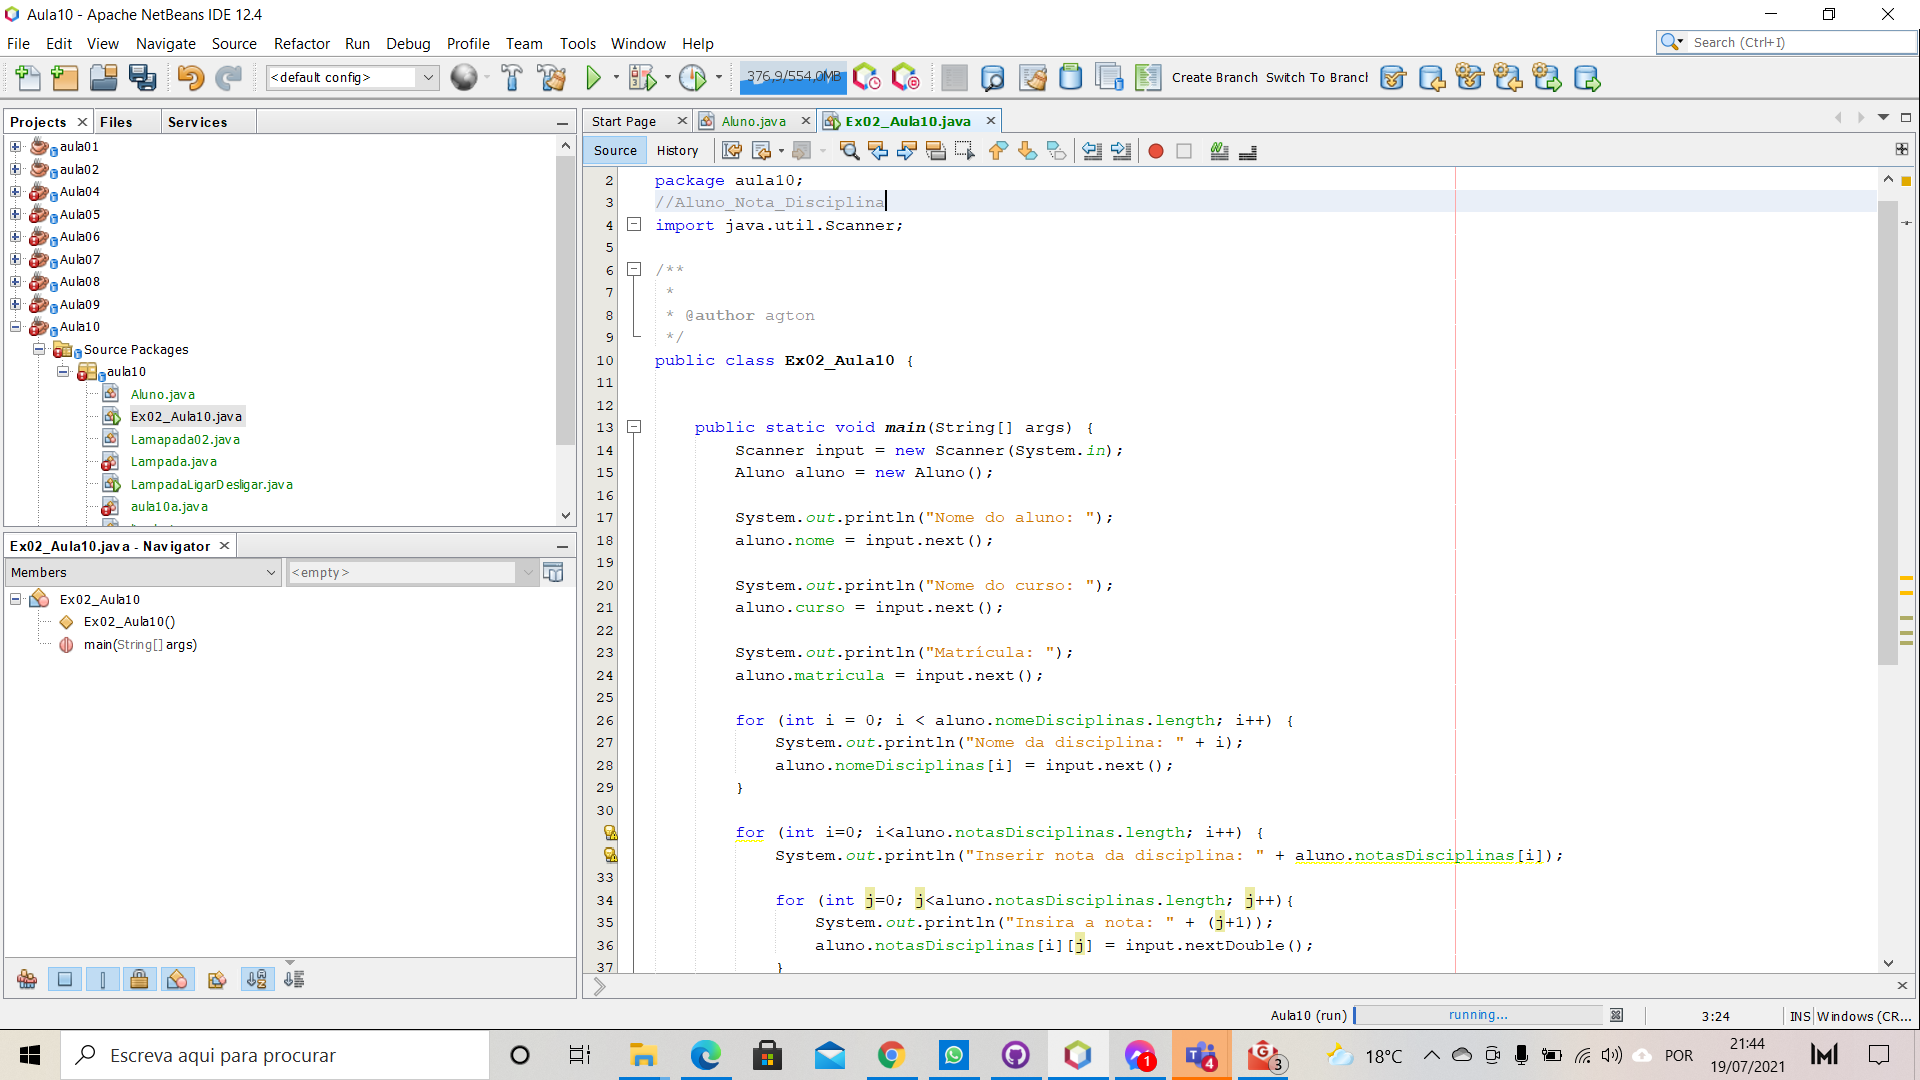 Aula10 - Apache NetBeans IDE 12.4
File Edit View Navigate Source Refactor Run Debug Profile Team Tools Window Help
Search (Ctrl+I)
<default config>
376,9/554,0MB
Create Branch Switch To Branch
Projects Files Services
aula01
aula02
Aula04
Aula05
Aula06
Aula07
Aula08
Aula09
Aula10
Source Packages
aula10
Aluno.java
Ex02_Aula10.java
Lamapada02.java
Lampada.java
LampadaLigarDesligar.java
aula10a.java
Ex02_Aula10.java - Navigator
Members
<empty>
Ex02_Aula10
Ex02_Aula10()
main(String[] args)
Start Page Aluno.java Ex02_Aula10.java
Source History
2 package aula10;
3 //Aluno_Nota_Disciplina
4 import java.util.Scanner;
5
6 /**
7 *
8 * @author agton
9 */
10 public class Ex02_Aula10 {
11
12
13 public static void main(String[] args) {
14 Scanner input = new Scanner(System.in);
15 Aluno aluno = new Aluno();
16
17 System.out.println("Nome do aluno: ");
18 aluno.nome = input.next();
19
20 System.out.println("Nome do curso: ");
21 aluno.curso = input.next();
22
23 System.out.println("Matrícula: ");
24 aluno.matricula = input.next();
25
26 for (int i = 0; i < aluno.nomeDisciplinas.length; i++) {
27 System.out.println("Nome da disciplina: " + i);
28 aluno.nomeDisciplinas[i] = input.next();
29 }
30
for (int i=0; i<aluno.notasDisciplinas.length; i++) {
System.out.println("Inserir nota da disciplina: " + aluno.notasDisciplinas[i]);
33
34 for (int j=0; j<aluno.notasDisciplinas.length; j++){
35 System.out.println("Insira a nota: " + (j+1));
36 aluno.notasDisciplinas[i][j] = input.nextDouble();
37 }
Aula10 (run) running... 3:24 INS Windows (CR...
Escreva aqui para procurar
1
4
3
18°C
POR
21:44
19/07/2021